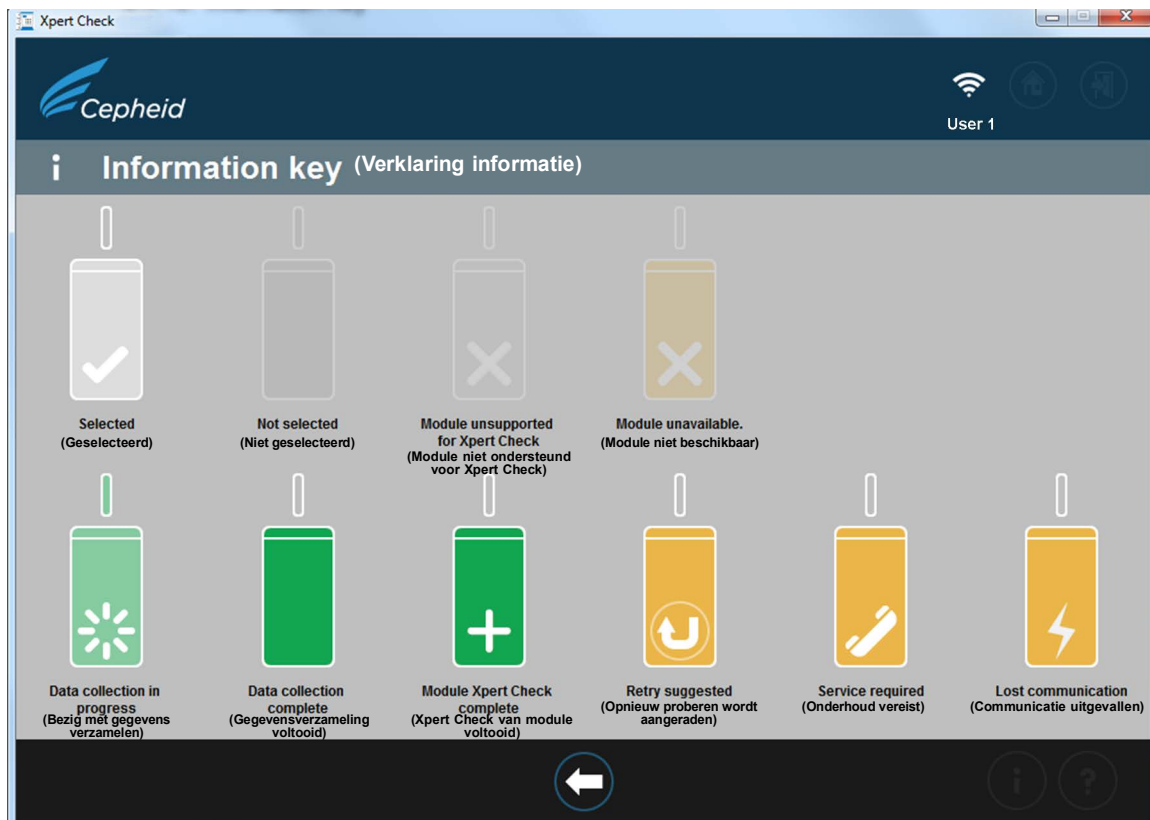 Xpert Check
Cepheid
User 1
i Information key (Verklaring informatie)
Selected
(Geselecteerd)
Not selected
(Niet geselecteerd)
Module unsupported
for Xpert Check
(Module niet ondersteund
voor Xpert Check)
Module unavailable.
(Module niet beschikbaar)
Data collection in
progress
(Bezig met gegevens
verzamelen)
Data collection
complete
(Gegevensverzameling
voltooid)
Module Xpert Check
complete
(Xpert Check van module
voltooid)
Retry suggested
(Opnieuw proberen wordt
aangeraden)
Service required
(Onderhoud vereist)
Lost communication
(Communicatie uitgevallen)
i ?